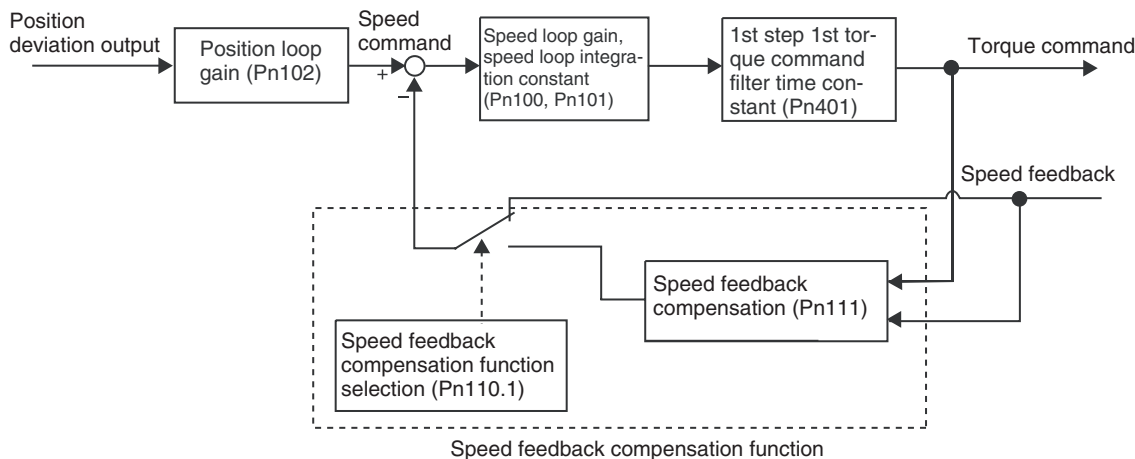 Position
deviation output
Position loop
gain (Pn102)
Speed
command
+
−
Speed loop gain,
speed loop integra-
tion constant
(Pn100, Pn101)
1st step 1st tor-
que command
filter time con-
stant (Pn401)
Torque command
Speed feedback
Speed feedback
compensation (Pn111)
Speed feedback
compensation function
selection (Pn110.1)
Speed feedback compensation function